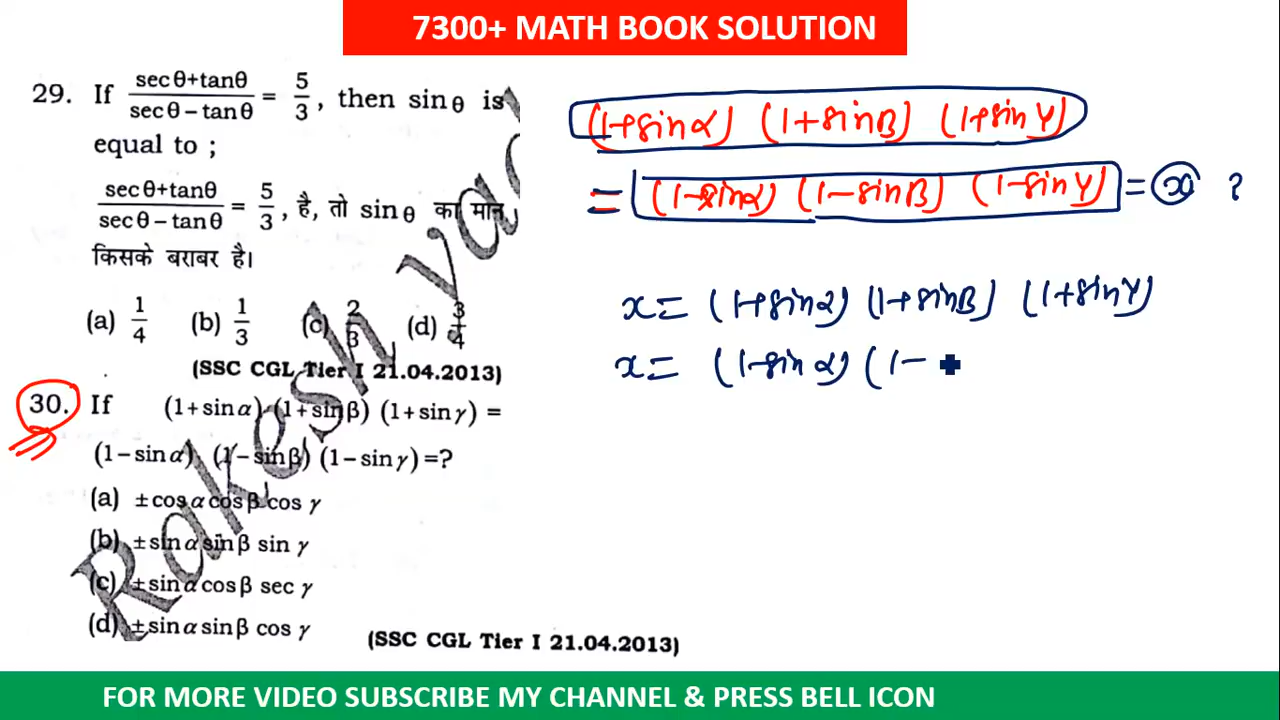 7300+ MATH BOOK SOLUTION
29. If (secθ+tanθ)/(secθ−tanθ) = 5/3, then sinθ is
equal to ;
(secθ+tanθ)/(secθ−tanθ) = 5/3, है, तो sinθ का मान
किसके बराबर है।
(a) 1/4 (b) 1/3 (c) 2/3 (d) 3/4
(SSC CGL Tier I 21.04.2013)
30. If (1+sinα) (1+sinβ) (1+sinγ) =
(1−sinα) (1−sinβ) (1−sinγ) =?
(a) ±cosα cosβ cosγ
(b) ±sinα sinβ sinγ
(c) ±sinα cosβ secγ
(d) ±sinα sinβ cosγ
(SSC CGL Tier I 21.04.2013)
Rakesh yad
(1+sinα) (1+sinβ) (1+sinγ)
= (1−sinα) (1−sinβ) (1−sinγ) = x ?
x = (1+sinα) (1+sinβ) (1+sinγ)
x = (1−sinα) (1−
FOR MORE VIDEO SUBSCRIBE MY CHANNEL & PRESS BELL ICON